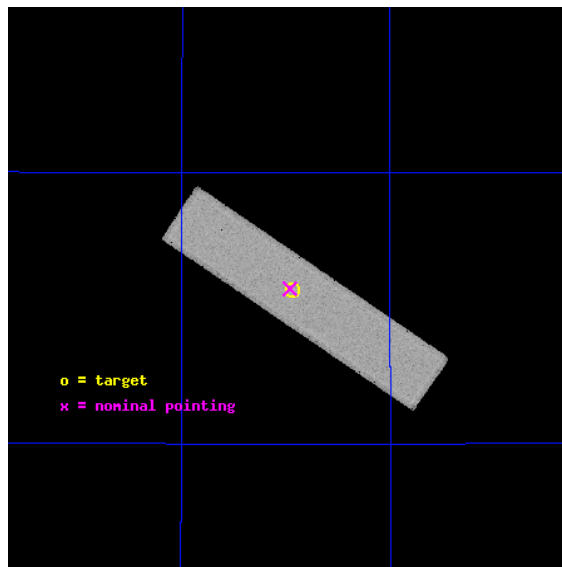 o = target
x = nominal pointing